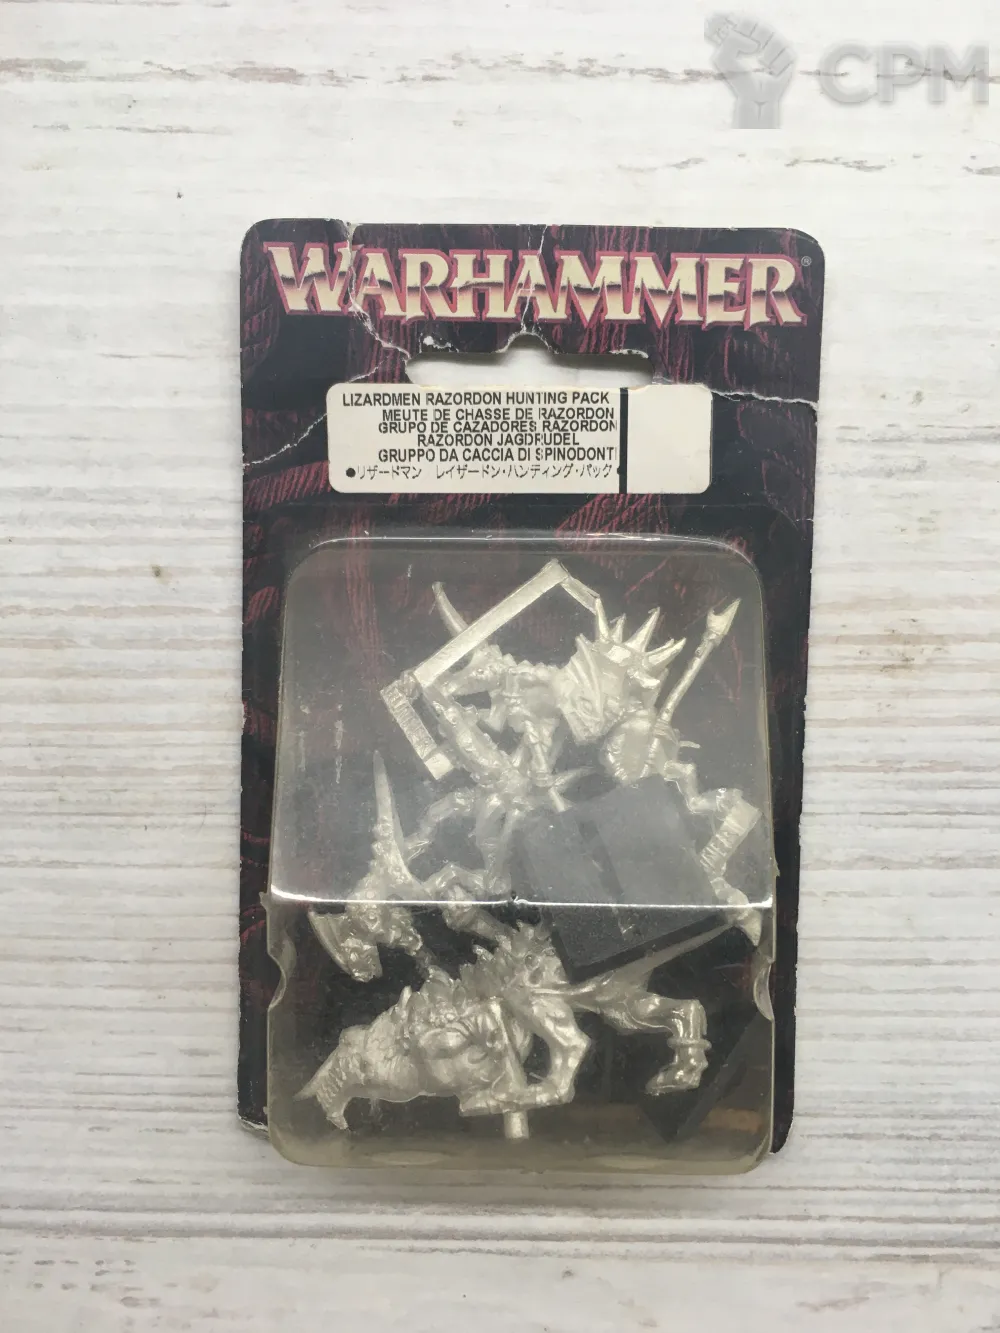 CPM
WARHAMMER®
LIZARDMEN RAZORDON HUNTING PACK
MEUTE DE CHASSE DE RAZORDON
GRUPO DE CAZADORES RAZORDON
RAZORDON JAGDRUDEL
GRUPPO DA CACCIA DI SPINODONTI
●リザードマン レイザードン・ハンティング・パック